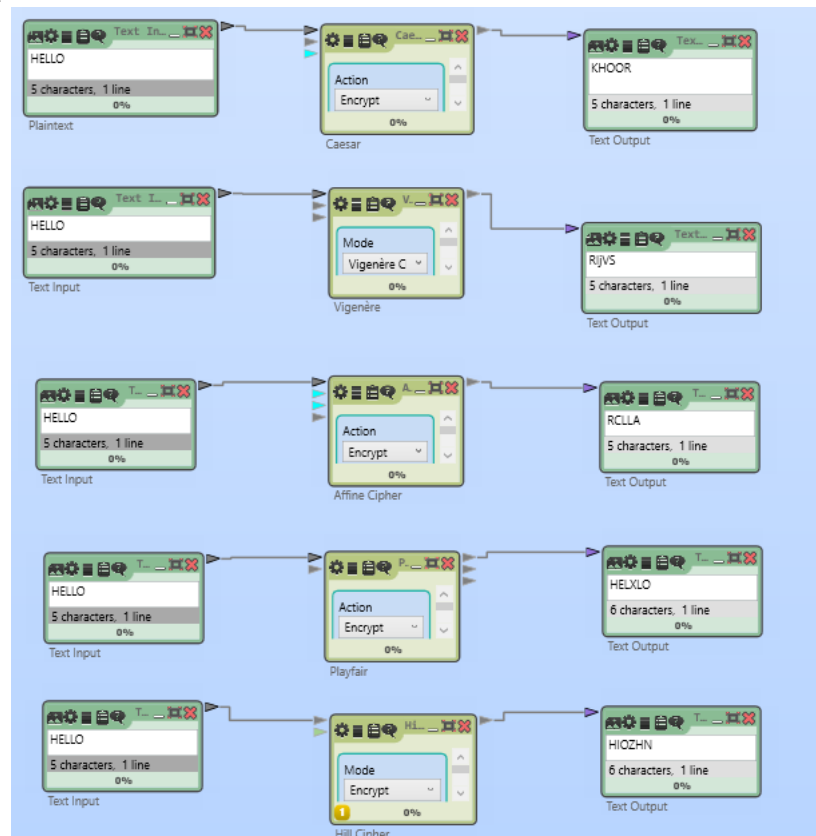 Text In...
HELLO
5 characters, 1 line
0%
Plaintext
Cae...
Action
Encrypt
0%
Caesar
Tex...
KHOOR
5 characters, 1 line
0%
Text Output
Text I...
HELLO
5 characters, 1 line
0%
Text Input
V...
Mode
Vigenère C
0%
Vigenère
Text...
RIjVS
5 characters, 1 line
0%
Text Output
T...
HELLO
5 characters, 1 line
0%
Text Input
A...
Action
Encrypt
0%
Affine Cipher
T...
RCLLA
5 characters, 1 line
0%
Text Output
T...
HELLO
5 characters, 1 line
0%
Text Input
P...
Action
Encrypt
0%
Playfair
T...
HELXLO
6 characters, 1 line
0%
Text Output
T...
HELLO
5 characters, 1 line
0%
Text Input
Hi...
Mode
Encrypt
1
0%
Hill Cipher
T...
HIOZHN
6 characters, 1 line
0%
Text Output